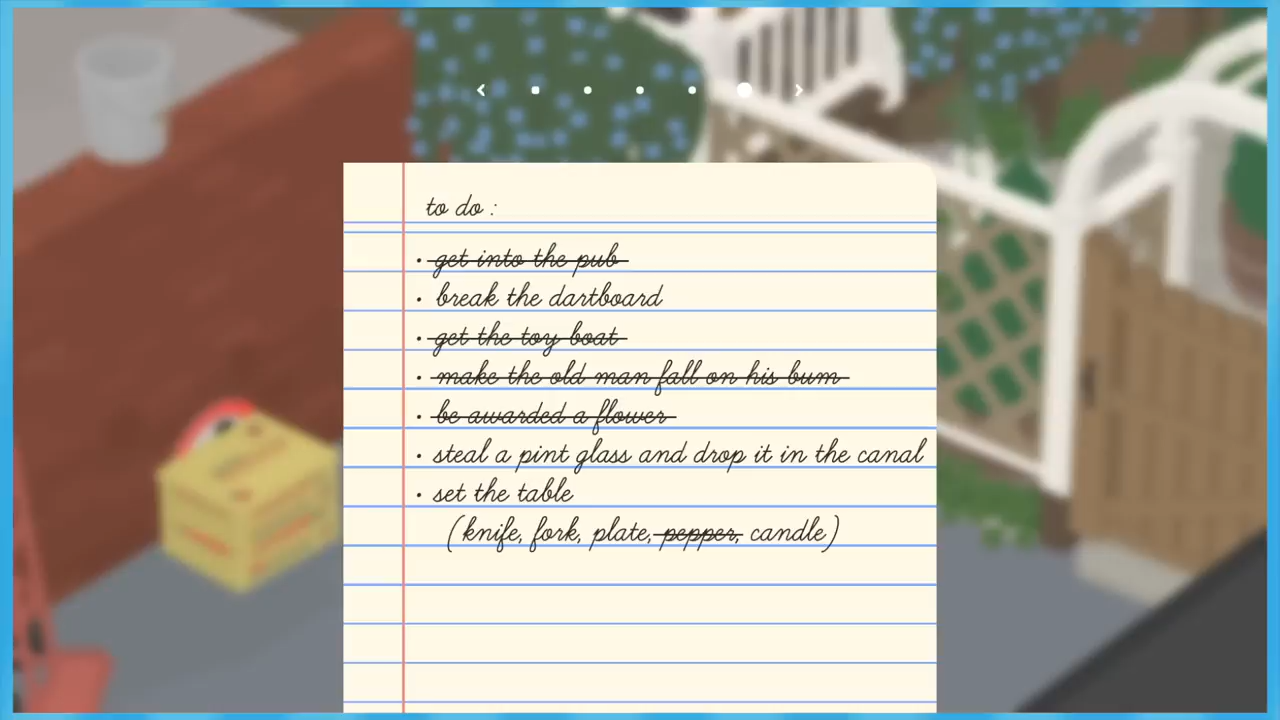 to do :
• get into the pub
• break the dartboard
• get the toy boat
• make the old man fall on his bum
• be awarded a flower
• steal a pint glass and drop it in the canal
• set the table
(knife, fork, plate, pepper, candle)